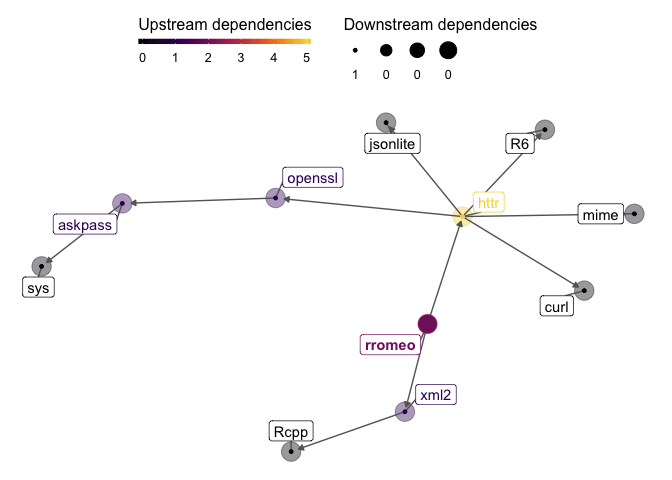 Upstream dependencies
0 1 2 3 4 5
Downstream dependencies
1 0 0 0
jsonlite
R6
openssl
httr
mime
askpass
sys
curl
rromeo
xml2
Rcpp